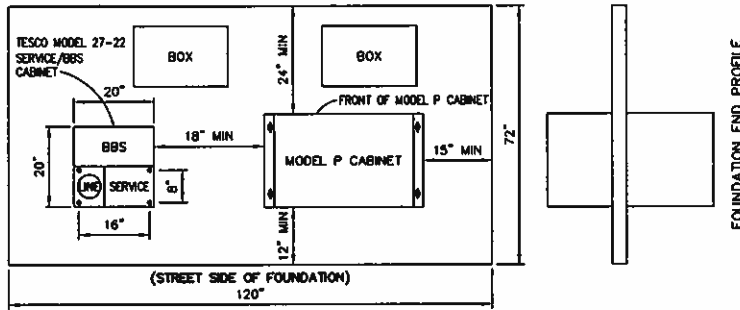 TESCO MODEL 27-22
SERVICE/BBS
CABINET
20"
BOX
24" MIN
BOX
FRONT OF MODEL P CABINET
18" MIN
BBS
20"
LINE
SERVICE
8"
16"
MODEL P CABINET
15" MIN
12" MIN
72"
(STREET SIDE OF FOUNDATION)
120"
FOUNDATION END PROFILE